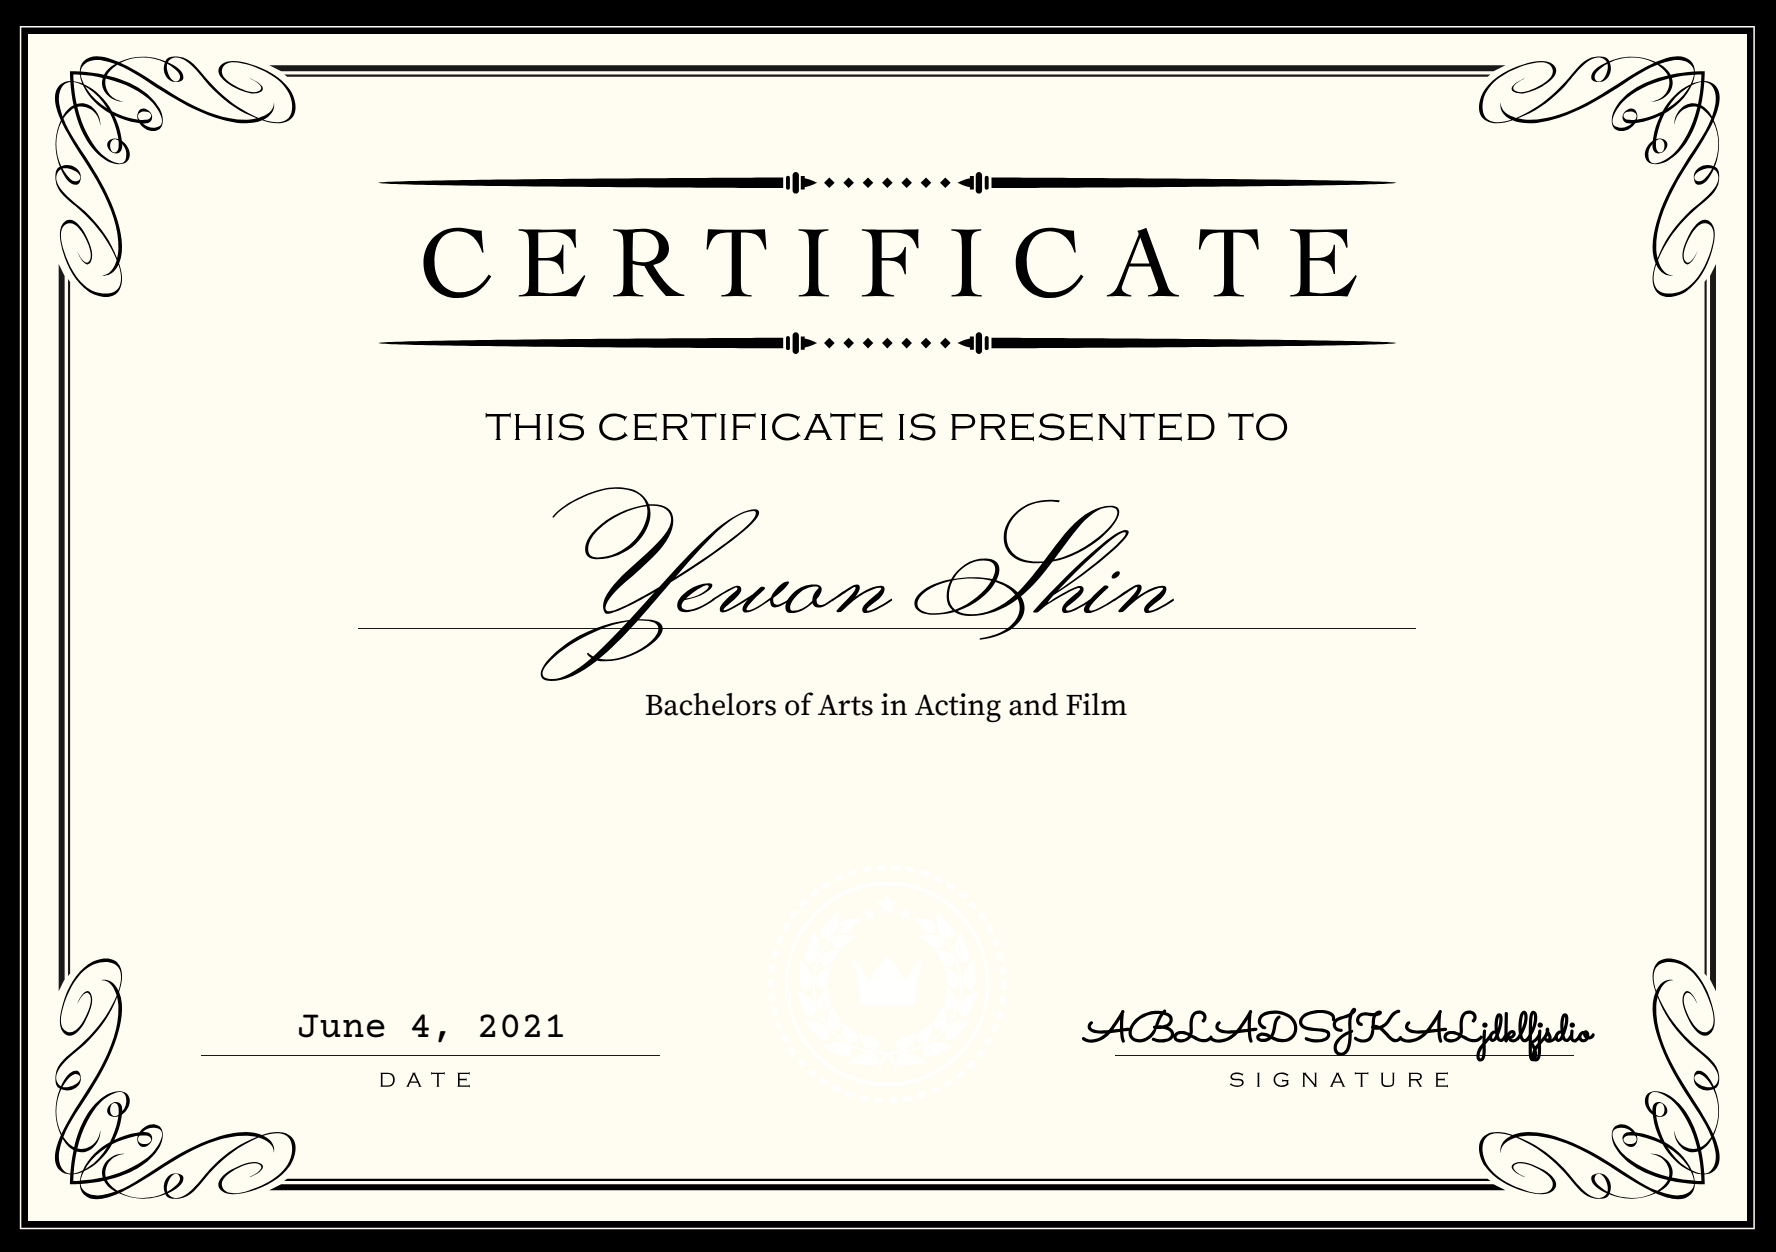 CERTIFICATE
THIS CERTIFICATE IS PRESENTED TO
Yewon Shin
Bachelors of Arts in Acting and Film
June 4, 2021
DATE
ABLADSJKALjdklfjsdio
SIGNATURE